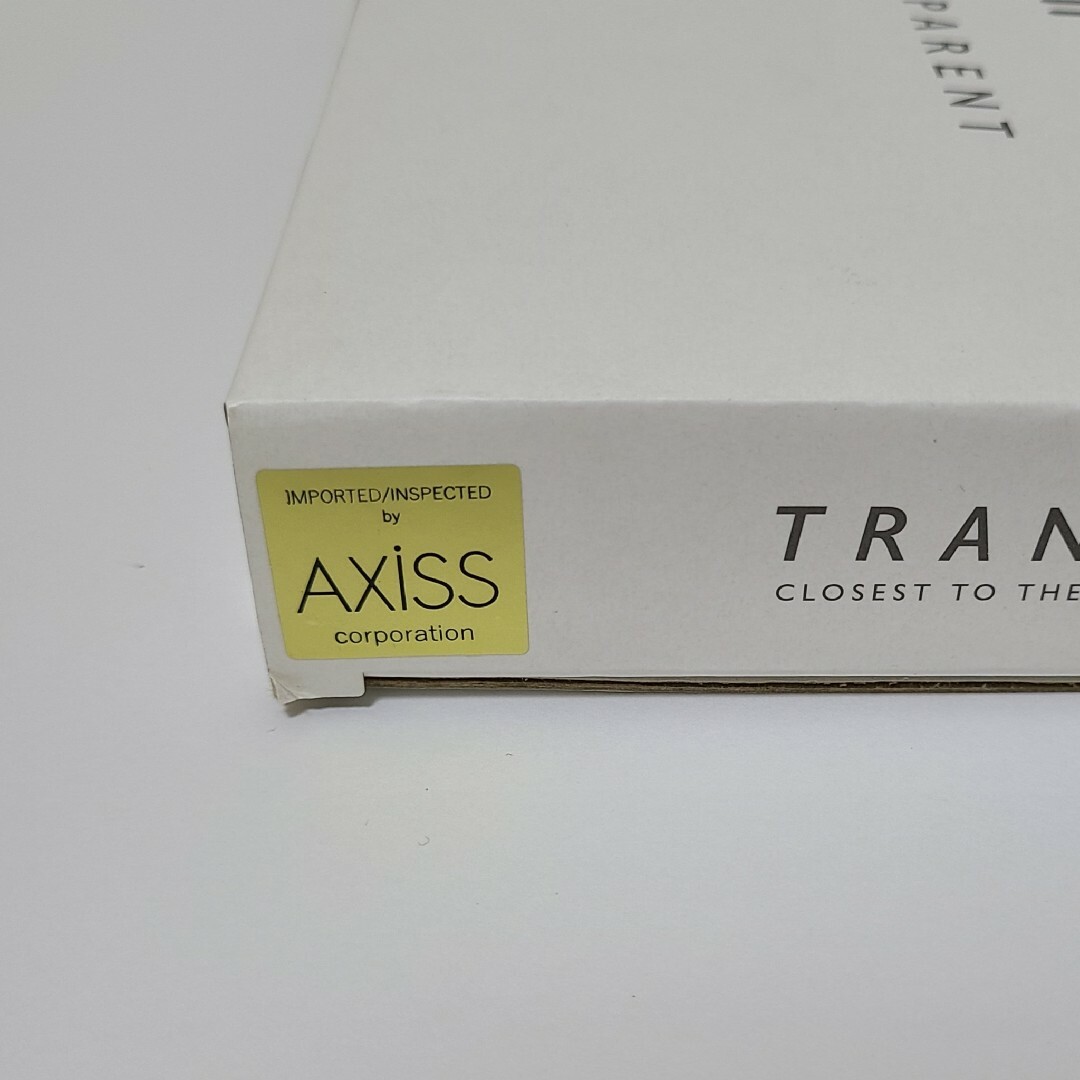 PARENT
IMPORTED/INSPECTED
by
AXiSS
corporation
TRAN
CLOSEST TO THE